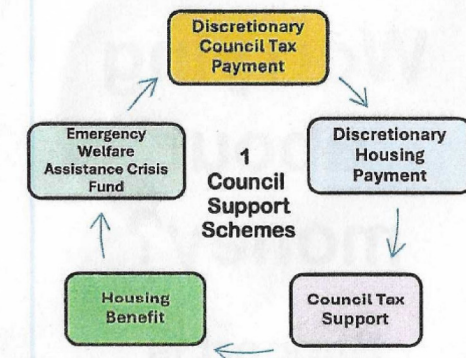 Discretionary
Council Tax
Payment
Discretionary
Housing
Payment
Council Tax
Support
Housing
Benefit
Emergency
Welfare
Assistance Crisis
Fund
1
Council
Support
Schemes